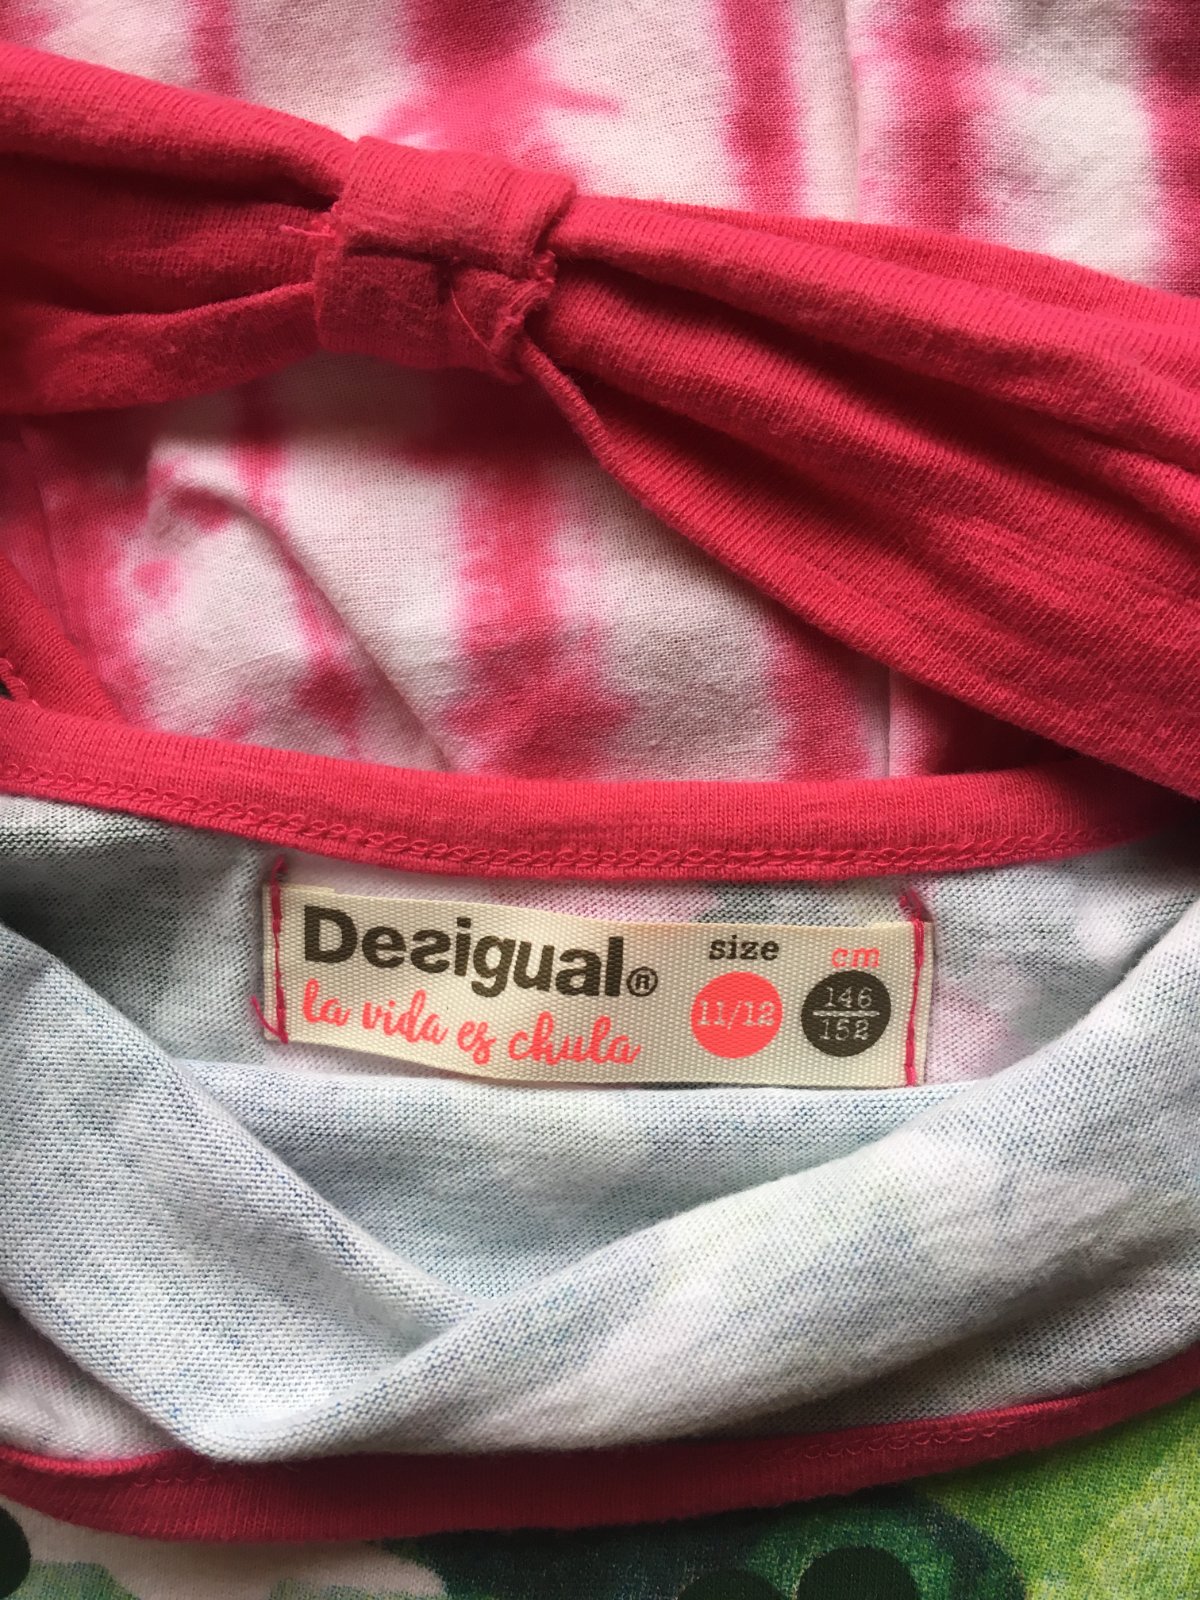 Desigual®
la vida es chula
size
11/12
cm
146
152